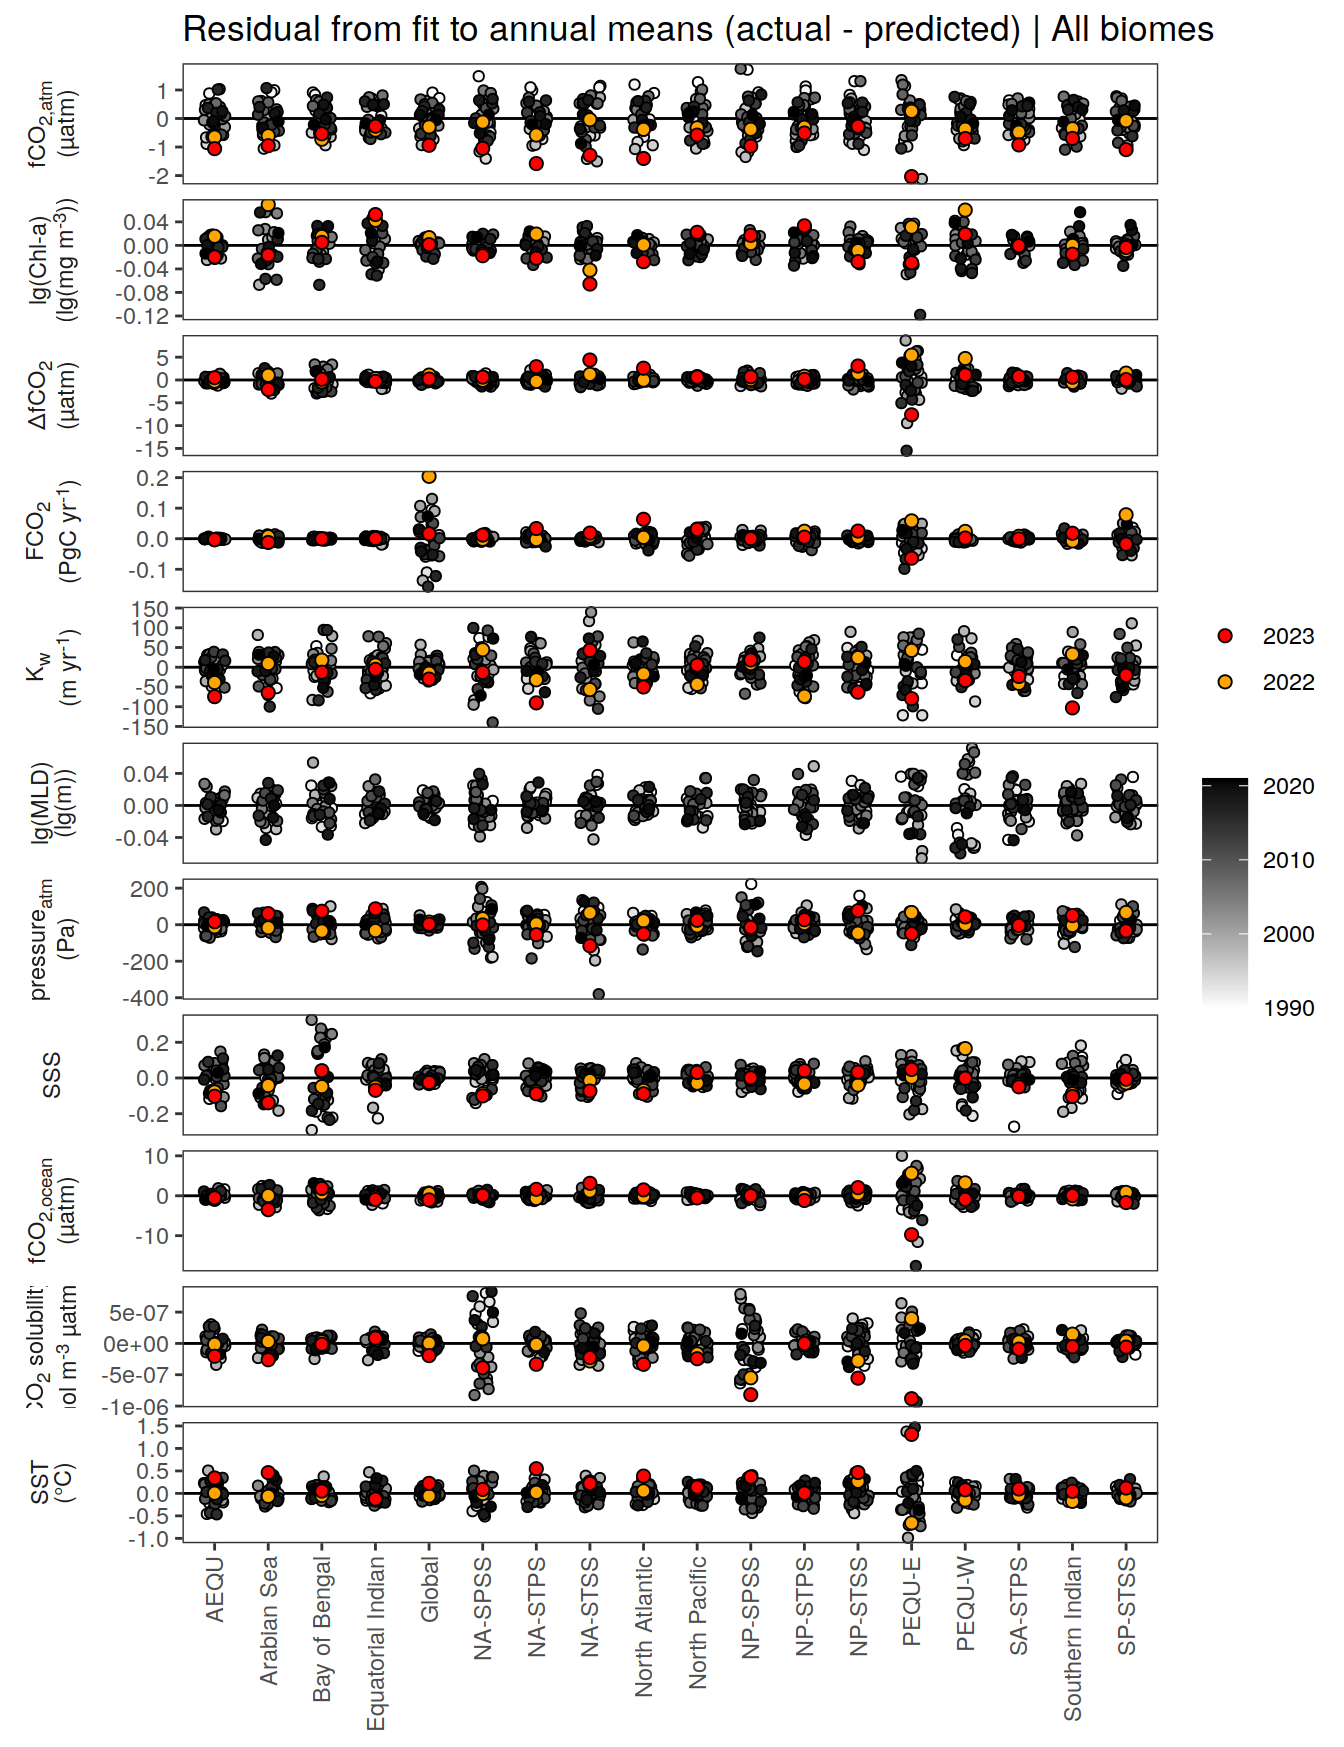 Residual from fit to annual means (actual - predicted) | All biomes
fCO2,atm
(µatm)
1
0
-1
-2
lg(Chl-a)
(lg(mg m-3))
0.04
0.00
-0.04
-0.08
-0.12
ΔfCO2
(µatm)
5
0
-5
-10
-15
FCO2
(PgC yr-1)
0.2
0.1
0.0
-0.1
Kw
(m yr-1)
150
100
50
0
-50
-100
-150
lg(MLD)
(lg(m))
0.04
0.00
-0.04
pressureatm
(Pa)
200
0
-200
-400
SSS
0.2
0.0
-0.2
fCO2,ocean
(µatm)
10
0
-10
CO2 solubility
ol m-3 µatm
5e-07
0e+00
-5e-07
-1e-06
SST
(°C)
1.5
1.0
0.5
0.0
-0.5
-1.0
AEQU
Arabian Sea
Bay of Bengal
Equatorial Indian
Global
NA-SPSS
NA-STPS
NA-STSS
North Atlantic
North Pacific
NP-SPSS
NP-STPS
NP-STSS
PEQU-E
PEQU-W
SA-STPS
Southern Indian
SP-STSS
2023
2022
2020
2010
2000
1990